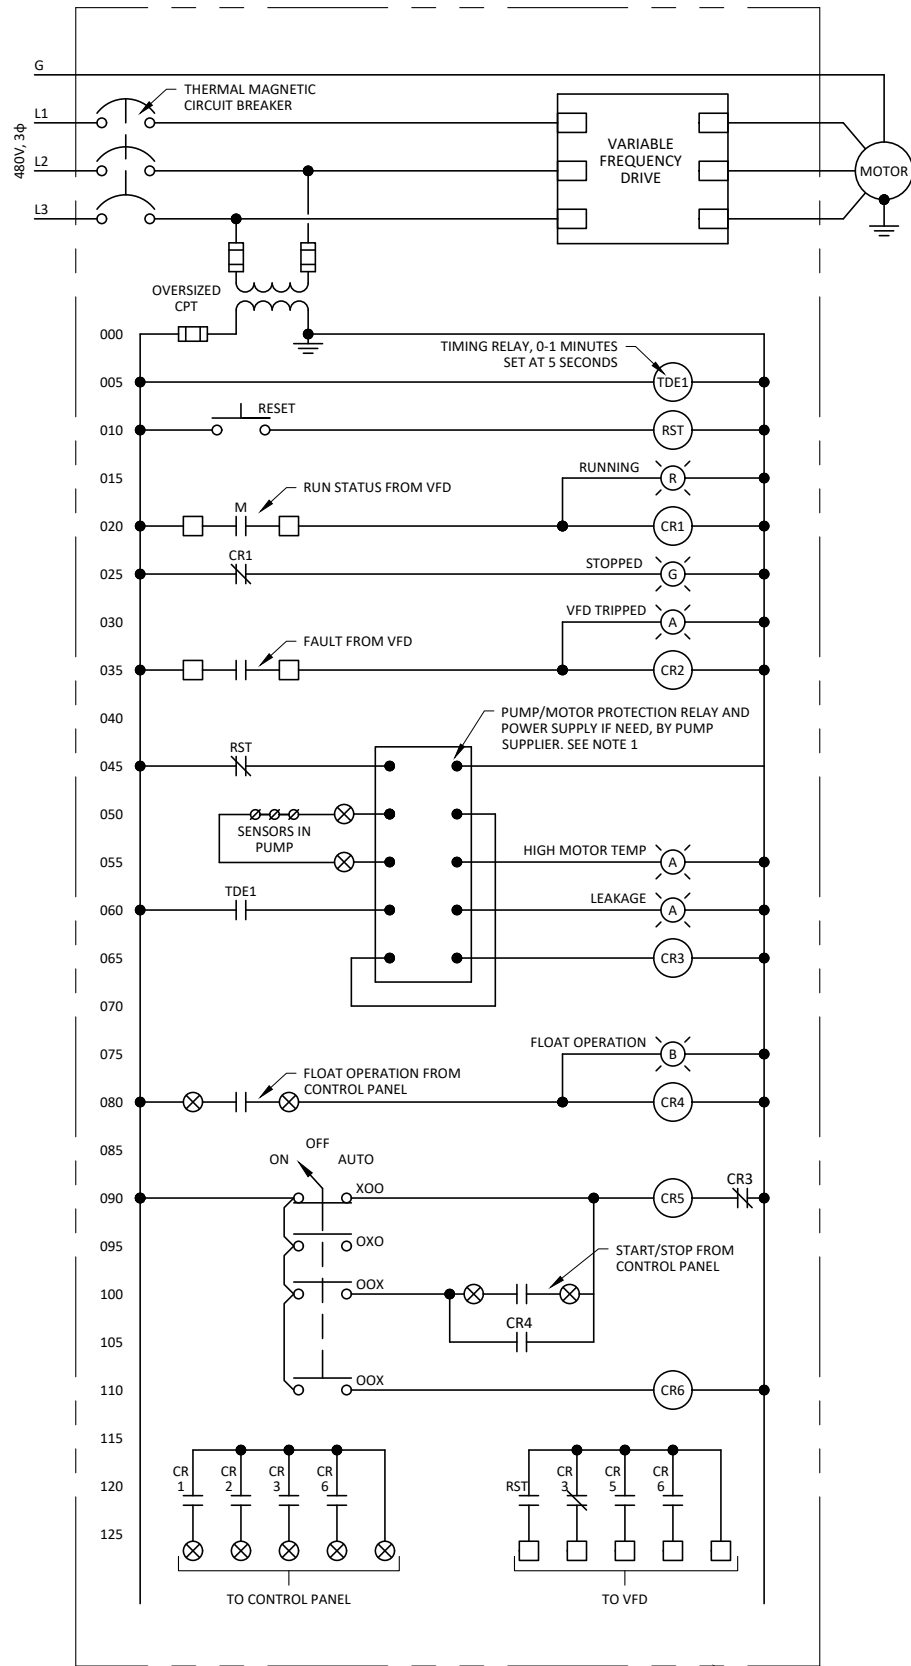 G
THERMAL MAGNETIC
CIRCUIT BREAKER
L1
480V, 3ϕ
L2
L3
VARIABLE
FREQUENCY
DRIVE
MOTOR
OVERSIZED
CPT
000
TIMING RELAY, 0-1 MINUTES
SET AT 5 SECONDS
005
TDE1
RESET
010
RST
RUNNING
015
R
RUN STATUS FROM VFD
M
020
CR1
CR1
STOPPED
025
G
VFD TRIPPED
030
A
FAULT FROM VFD
035
CR2
040
PUMP/MOTOR PROTECTION RELAY AND
POWER SUPPLY IF NEED, BY PUMP
SUPPLIER. SEE NOTE 1
RST
045
050
SENSORS IN
PUMP
HIGH MOTOR TEMP
055
A
TDE1
LEAKAGE
060
A
065
CR3
070
FLOAT OPERATION
075
B
FLOAT OPERATION FROM
CONTROL PANEL
080
CR4
085
OFF
ON
AUTO
XOO
CR3
090
CR5
OXO
095
START/STOP FROM
CONTROL PANEL
OOX
100
CR4
105
OOX
110
CR6
115
CR
1
CR
2
CR
3
CR
6
120
RST
CR
3
CR
5
CR
6
125
TO CONTROL PANEL
TO VFD